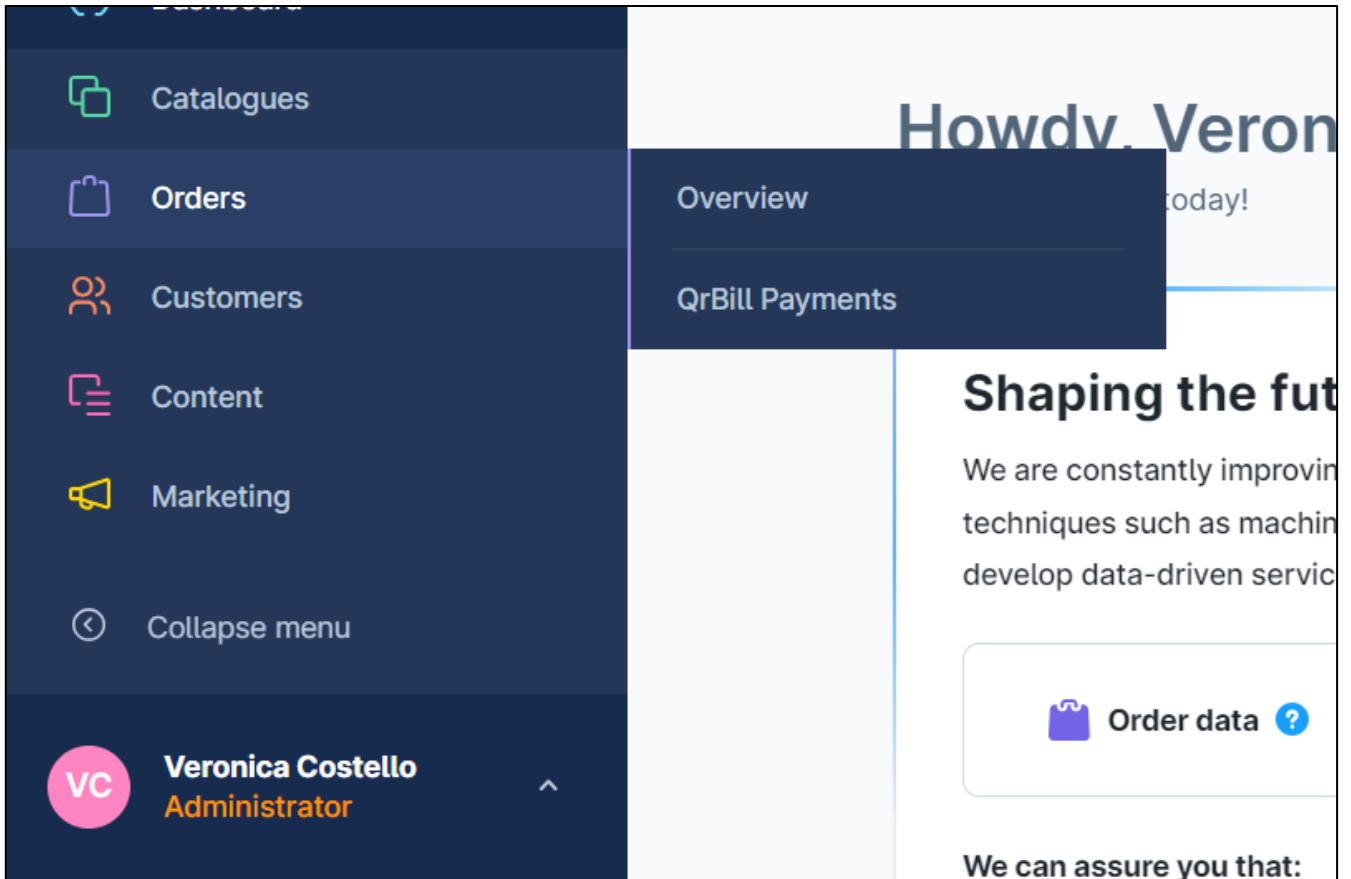 Dashboard
Catalogues
Orders
Customers
Content
Marketing
Collapse menu
VC
Veronica Costello
Administrator
Overview
QrBill Payments
Howdy, Veron
today!
Shaping the fut
We are constantly improvin
techniques such as machin
develop data-driven servic
Order data ?
We can assure you that: